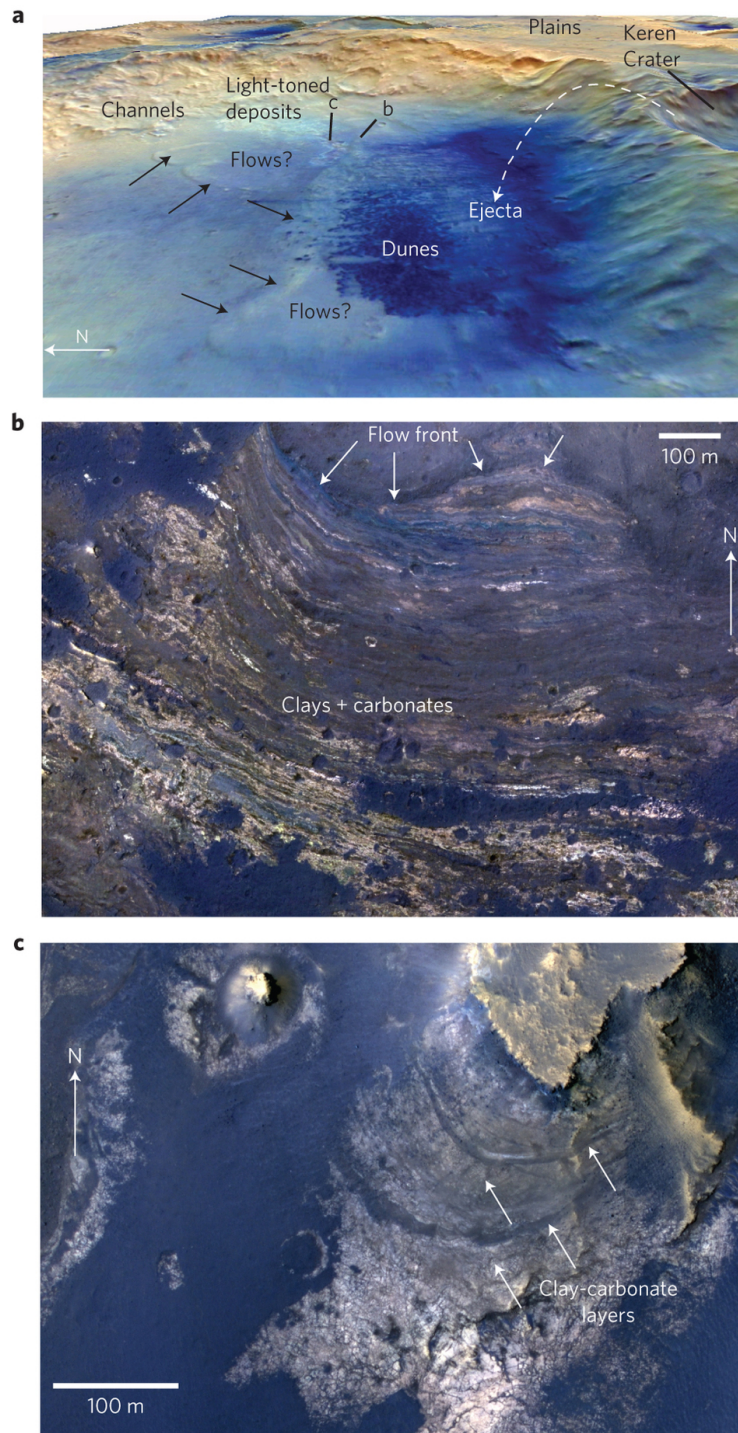 a
Plains
Keren
Crater
Light-toned
deposits
c
b
Channels
Flows?
Ejecta
Dunes
Flows?
N
b
Flow front
100 m
N
Clays + carbonates
c
N
Clay-carbonate
layers
100 m